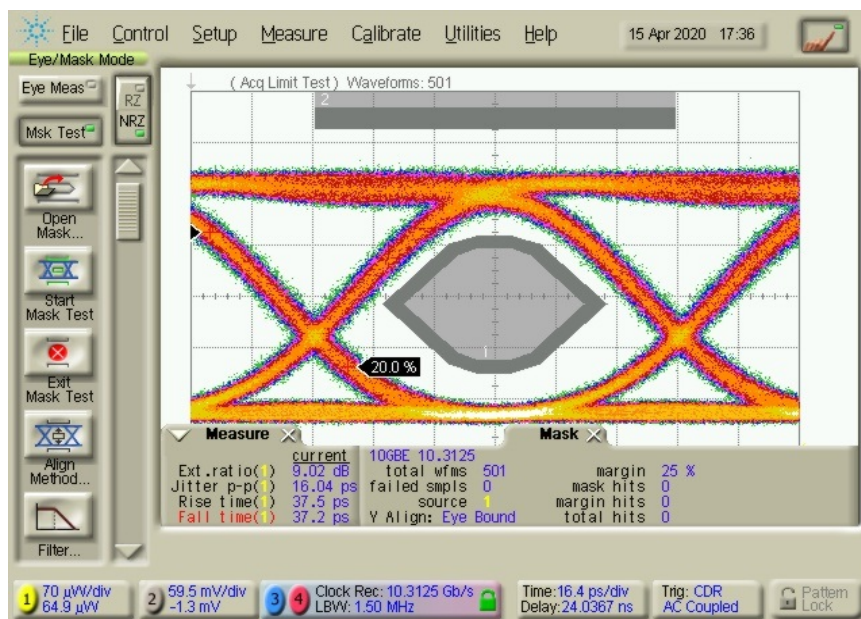 File Control Setup Measure Calibrate Utilities Help 15 Apr 2020 17:36
Eye/Mask Mode
( Acq Limit Test ) Waveforms: 501
Eye Meas
RZ
NRZ
Msk Test
2
Open
Mask...
Start
Mask Test
1
20.0 %
Exit
Mask Test
Align
Method...
Filter...
Measure
current
Ext.ratio(1) 9.02 dB
Jitter p-p(1) 16.04 ps
Rise time(1) 37.5 ps
Fall time(1) 37.2 ps
Mask
10GBE 10.3125
total wfms 501
failed smpls 0
source 1
Y Align: Eye Bound
margin 25 %
mask hits 0
margin hits 0
total hits 0
1 70 µW/div
64.9 µW
2 59.5 mV/div
-1.3 mV
3 4 Clock Rec: 10.3125 Gb/s
LBW: 1.50 MHz
Time:16.4 ps/div
Delay:24.0367 ns
Trig: CDR
AC Coupled
Pattern
Lock